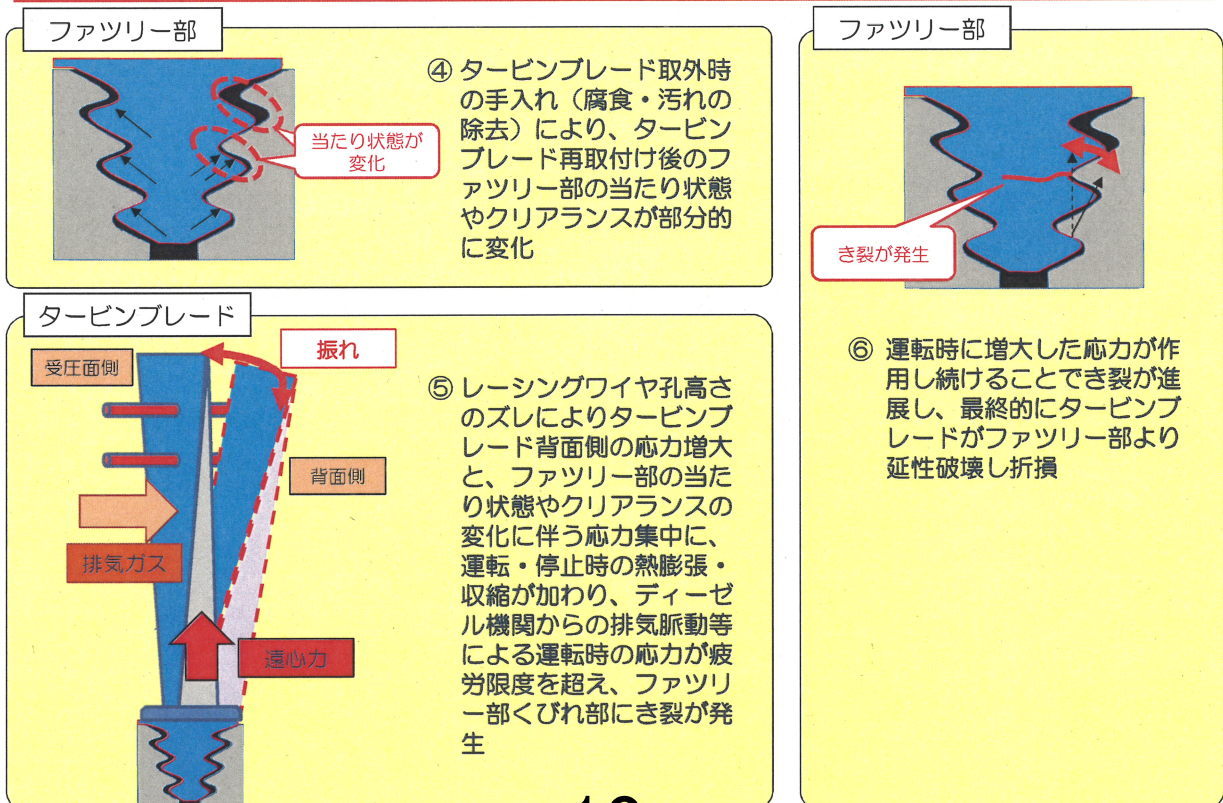 ファツリー部
④ タービンブレード取外時
の手入れ（腐食・汚れの
除去）により、タービン
ブレード再取付け後のフ
ァツリー部の当たり状態
やクリアランスが部分的
に変化
当たり状態が
変化
タービンブレード
受圧面側
振れ
背面側
排気ガス
遠心力
⑤ レーシングワイヤ孔高さ
のズレによりタービンブ
レード背面側の応力増大
と、ファツリー部の当た
り状態やクリアランスの
変化に伴う応力集中に、
運転・停止時の熱膨張・
収縮が加わり、ディーゼ
ル機関からの排気脈動等
による運転時の応力が疲
労限度を超え、ファツリ
ー部くびれ部にき裂が発
生
ファツリー部
き裂が発生
⑥ 運転時に増大した応力が作
用し続けることでき裂が進
展し、最終的にタービンブ
レードがファツリー部より
延性破壊し折損